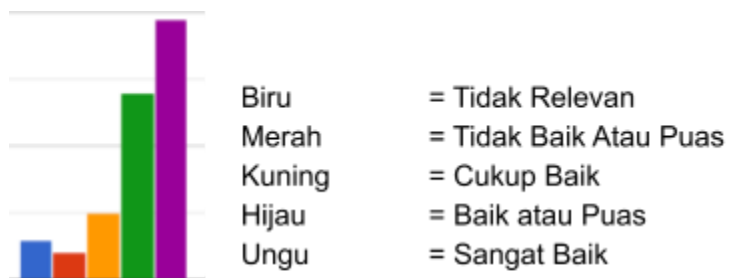 Biru = Tidak Relevan
Merah = Tidak Baik Atau Puas
Kuning = Cukup Baik
Hijau = Baik atau Puas
Ungu = Sangat Baik